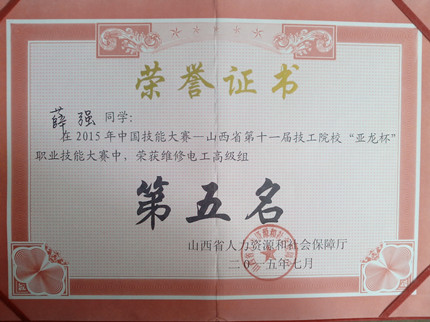 荣誉证书
薛强 同学：
在2015年中国技能大赛—山西省第十一届技工院校“亚龙杯”
职业技能大赛中，荣获维修电工高级组
第五名
山西省人力资源和社会保障厅
二〇一五年七月